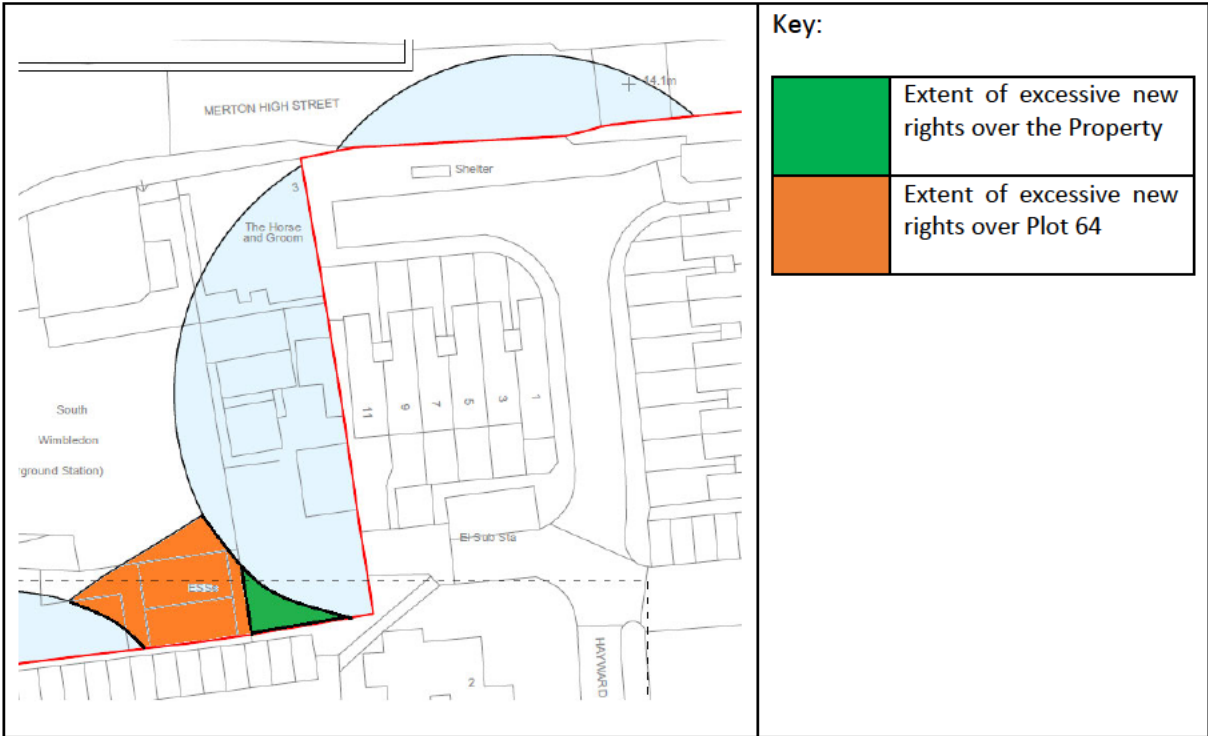 Key:
Extent of excessive new
rights over the Property
Extent of excessive new
rights over Plot 64
MERTON HIGH STREET
44.1m
Shelter
3
The Horse
and Groom
11
9
7
5
3
1
South
Wimbledon
rground Station)
El Sub Sta
ESSs
HAYWARD
2